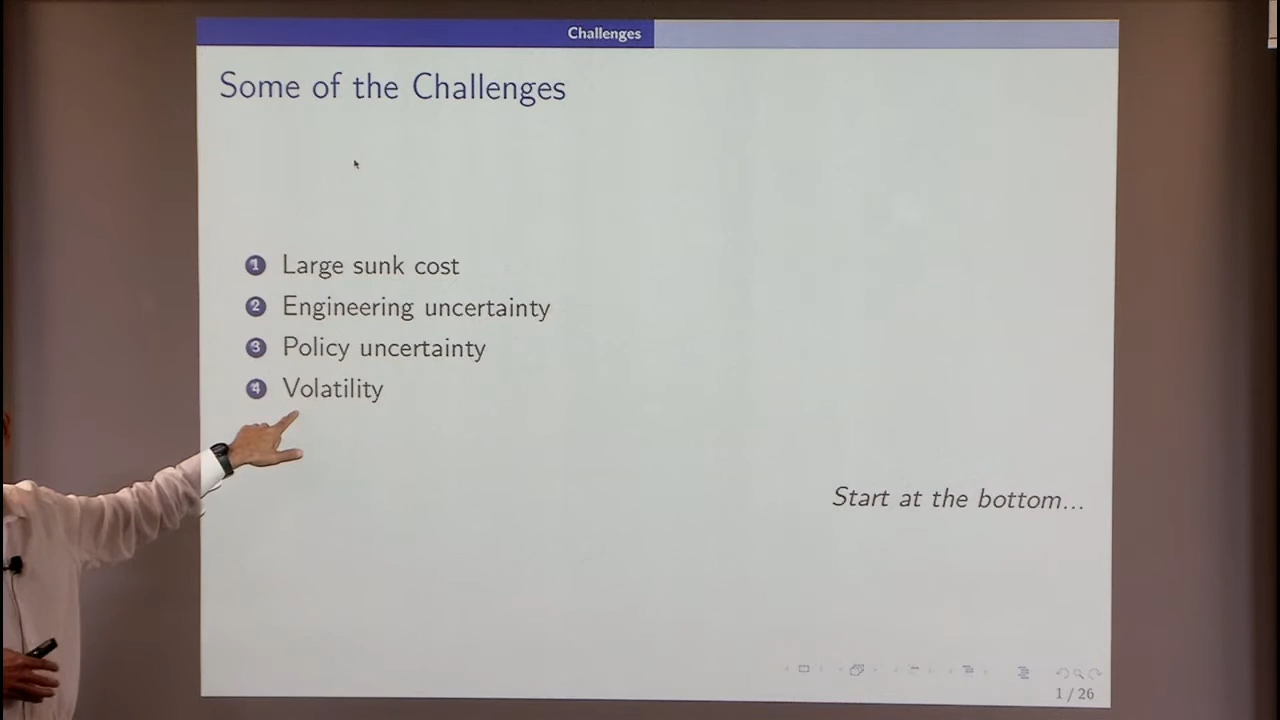 Challenges
Some of the Challenges
1 Large sunk cost
2 Engineering uncertainty
3 Policy uncertainty
4 Volatility
Start at the bottom...
1 / 26